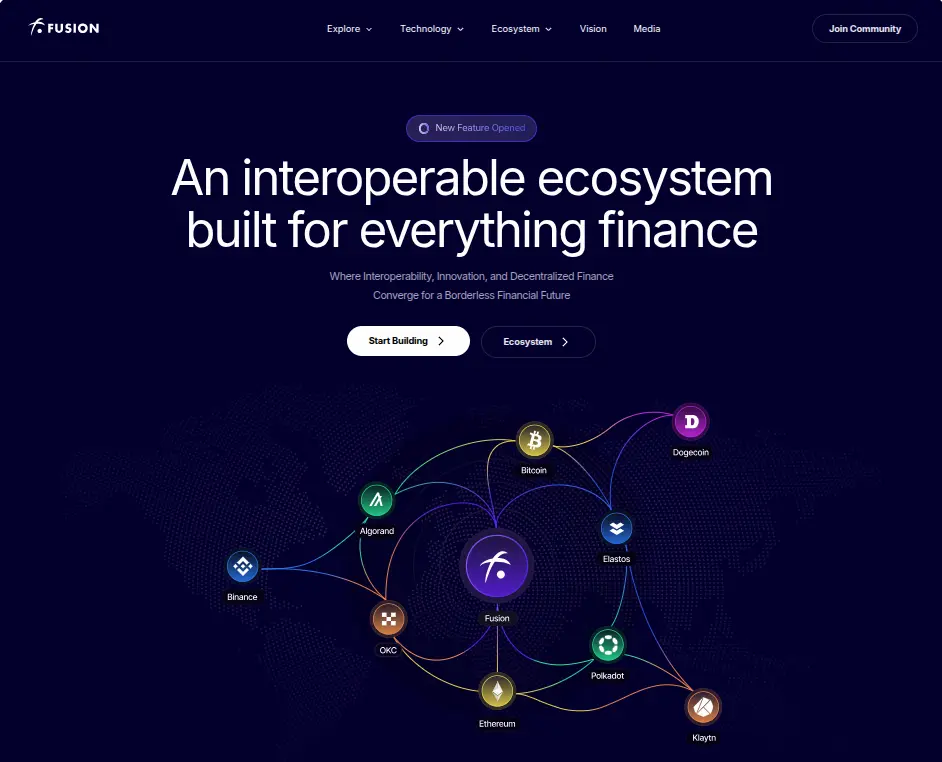 FUSION
Explore
Technology
Ecosystem
Vision
Media
Join Community
New Feature Opened
An interoperable ecosystem
built for everything finance
Where Interoperability, Innovation, and Decentralized Finance
Converge for a Borderless Financial Future
Start Building
Ecosystem
Dogecoin
Bitcoin
Algorand
Elastos
Binance
Fusion
OKC
Polkadot
Ethereum
Klaytn